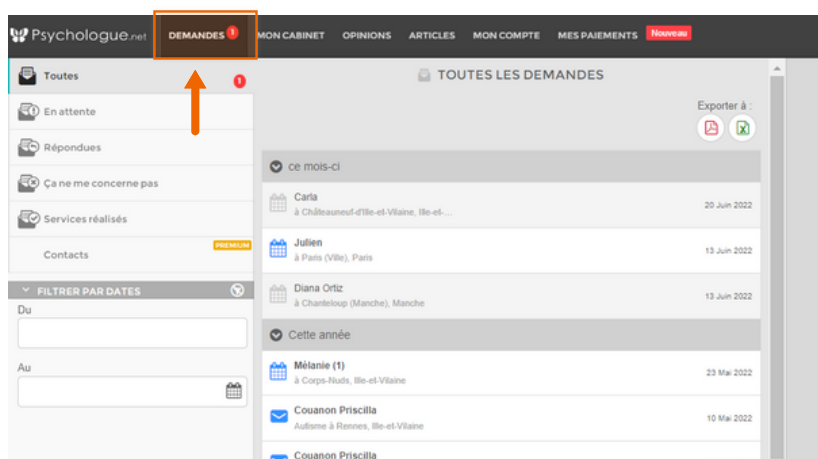 Psychologue.net
DEMANDES 1
MON CABINET
OPINIONS
ARTICLES
MON COMPTE
MES PAIEMENTS
Nouveau
Toutes
1
En attente
Répondues
Ça ne me concerne pas
Services réalisés
Contacts
PREMIUM
FILTRER PAR DATES
Du
Au
TOUTES LES DEMANDES
Exporter à :
ce mois-ci
Carla
20 Juin 2022
à Châteauneuf-d'Ille-et-Vilaine, Ille-et-...
Julien
13 Juin 2022
à Paris (Ville), Paris
Diana Ortiz
13 Juin 2022
à Chanteloup (Manche), Manche
Cette année
Mélanie (1)
23 Mai 2022
à Corps-Nuds, Ille-et-Vilaine
Couanon Priscilla
10 Mai 2022
Autisme à Rennes, Ille-et-Vilaine
Couanon Priscilla